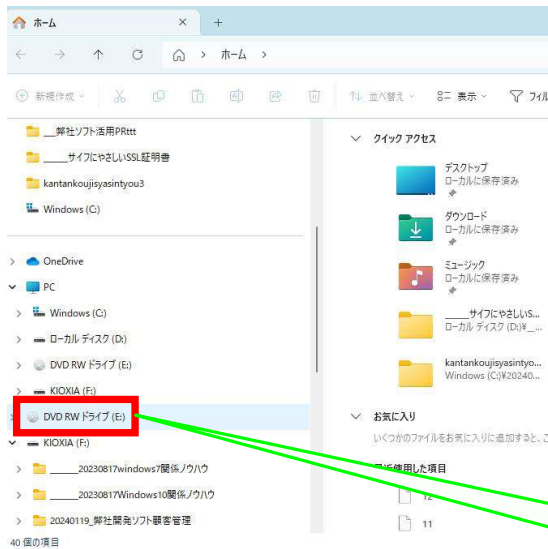 ホーム
ホーム
新規作成
並べ替え
表示
フィル
___弊社ソフト活用PRttt
_____サイフにやさしいSSL証明書
kantankoujisyasintyou3
Windows (C:)
OneDrive
PC
Windows (C:)
ローカル ディスク (D:)
DVD RW ドライブ (E:)
KIOXIA (F:)
DVD RW ドライブ (E:)
KIOXIA (F:)
______20230817windows7関係ノウハウ
______20230817Windows10関係ノウハウ
20240119_弊社開発ソフト顧客管理
40 個の項目
クイック アクセス
デスクトップ
ローカルに保存済み
ダウンロード
ローカルに保存済み
ミュージック
ローカルに保存済み
_____サイフにやさしいS...
ローカル ディスク (D:)¥__...
kantankoujisyasintyo...
Windows (C:)¥20240...
お気に入り
いくつかのファイルをお気に入りに追加すると、こ
最近使用した項目
12
11